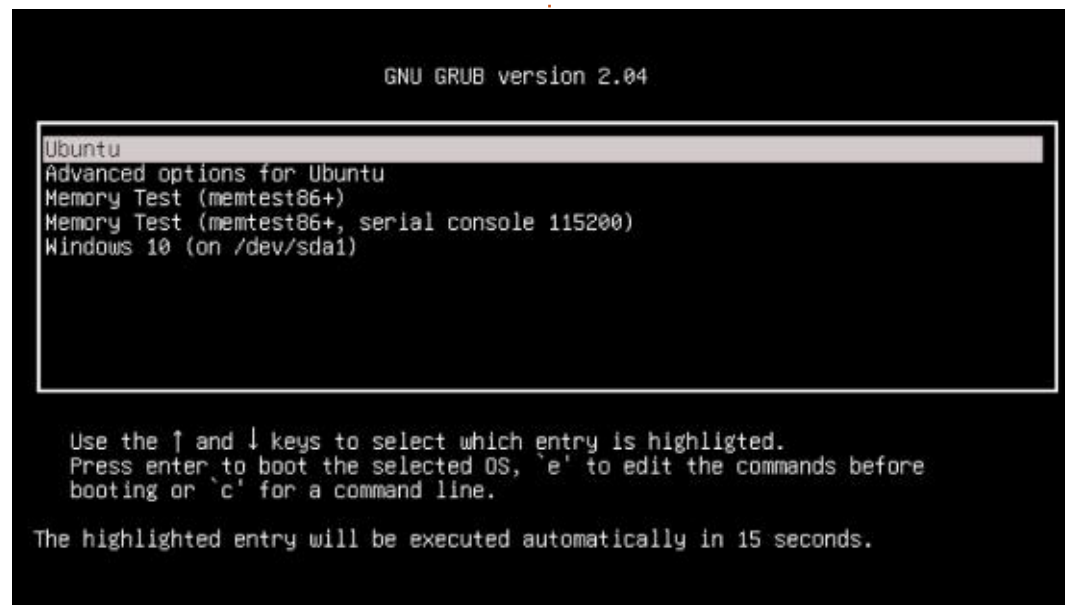 GNU GRUB version 2.04
Ubuntu
Advanced options for Ubuntu
Memory Test (memtest86+)
Memory Test (memtest86+, serial console 115200)
Windows 10 (on /dev/sda1)
Use the ↑ and ↓ keys to select which entry is highligted.
Press enter to boot the selected OS, `e' to edit the commands before
booting or `c' for a command line.
The highlighted entry will be executed automatically in 15 seconds.